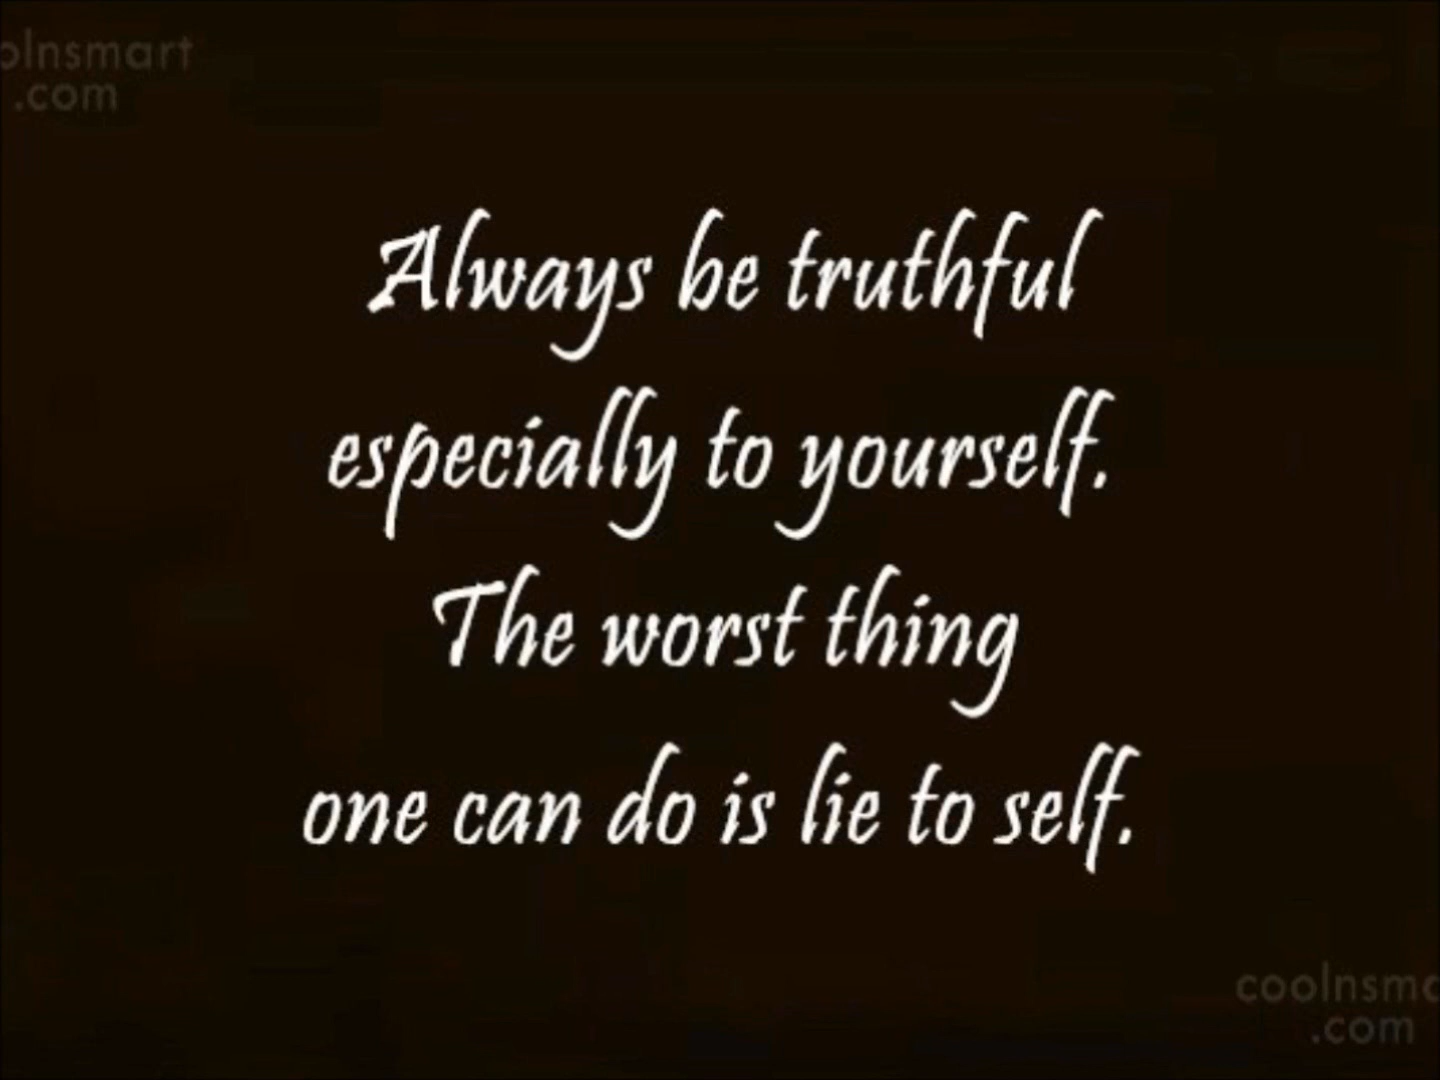 olnsmart
.com
Always be truthful
especially to yourself.
The worst thing
one can do is lie to self.
coolnsma
.com